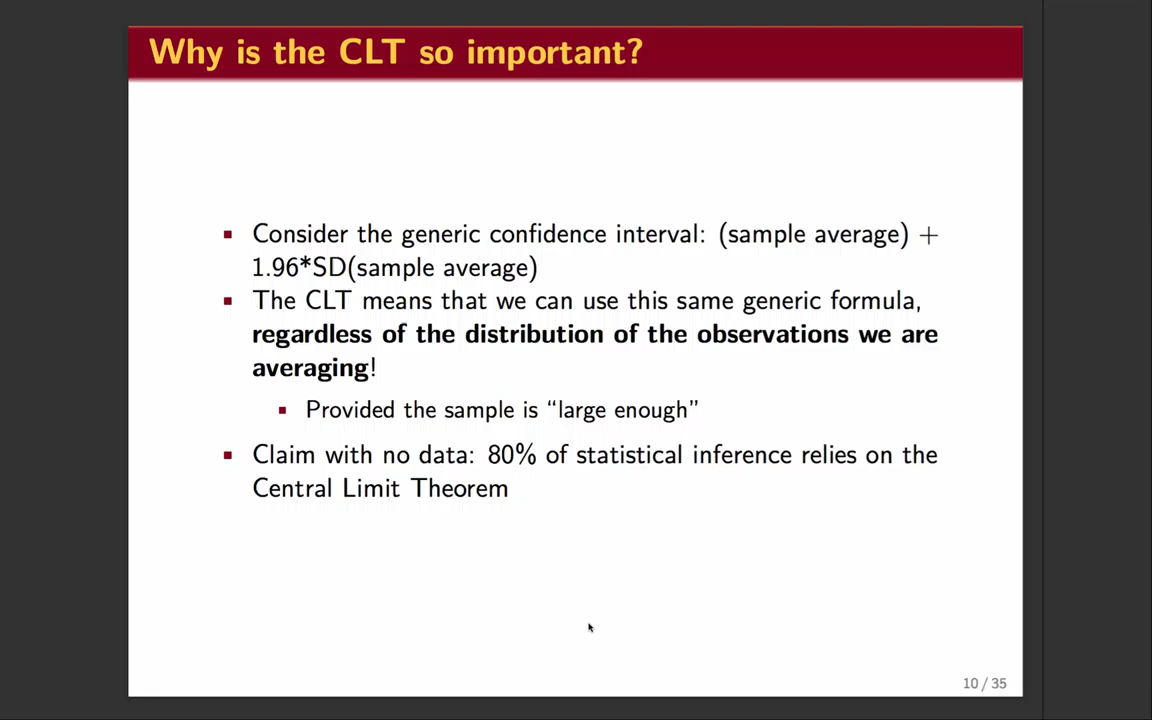 Why is the CLT so important?
▪ Consider the generic confidence interval: (sample average) +
1.96*SD(sample average)
▪ The CLT means that we can use this same generic formula,
regardless of the distribution of the observations we are
averaging!
▪ Provided the sample is “large enough”
▪ Claim with no data: 80% of statistical inference relies on the
Central Limit Theorem
10 / 35